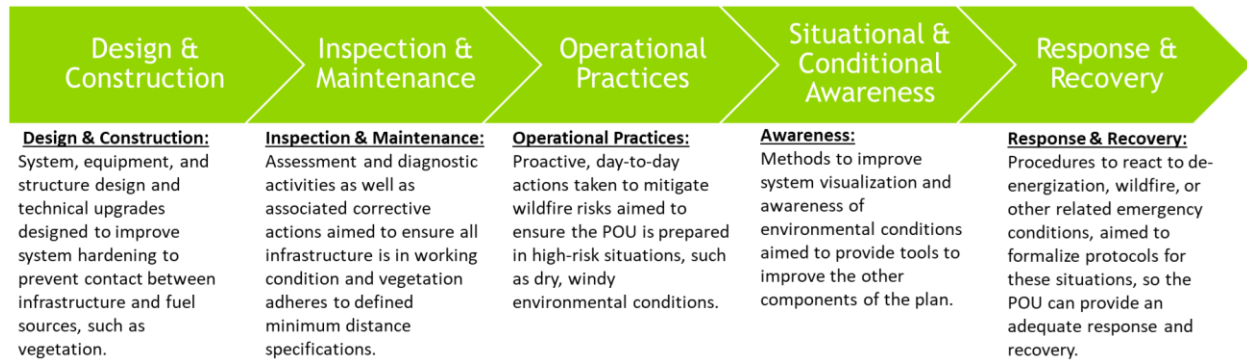 Design &
Construction
Inspection &
Maintenance
Operational
Practices
Situational &
Conditional
Awareness
Response &
Recovery
Design & Construction:
System, equipment, and
structure design and
technical upgrades
designed to improve
system hardening to
prevent contact between
infrastructure and fuel
sources, such as
vegetation.
Inspection & Maintenance:
Assessment and diagnostic
activities as well as
associated corrective
actions aimed to ensure all
infrastructure is in working
condition and vegetation
adheres to defined
minimum distance
specifications.
Operational Practices:
Proactive, day-to-day
actions taken to mitigate
wildfire risks aimed to
ensure the POU is prepared
in high-risk situations, such
as dry, windy
environmental conditions.
Awareness:
Methods to improve
system visualization and
awareness of
environmental conditions
aimed to provide tools to
improve the other
components of the plan.
Response & Recovery:
Procedures to react to de-
energization, wildfire, or
other related emergency
conditions, aimed to
formalize protocols for
these situations, so the
POU can provide an
adequate response and
recovery.